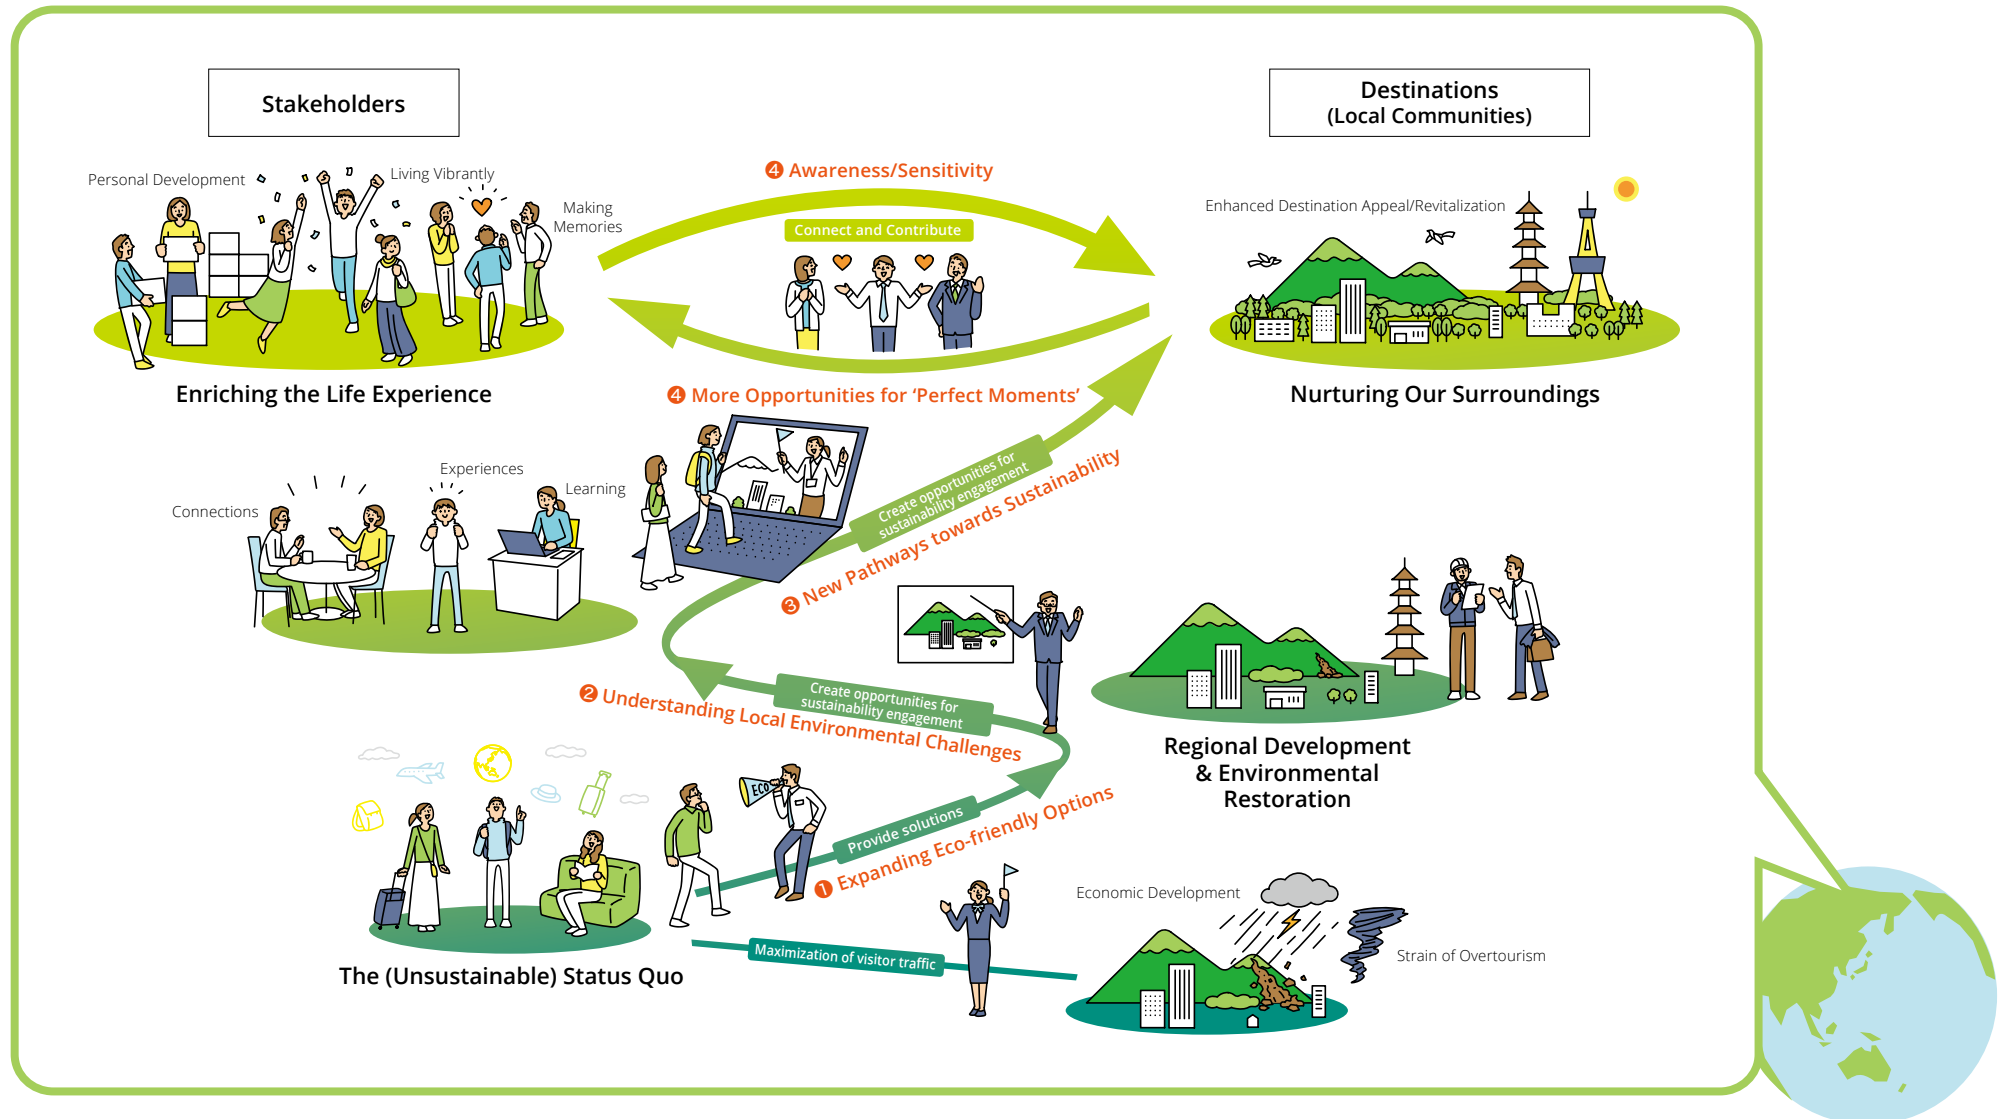 Stakeholders
Destinations
(Local Communities)
Personal Development
Living Vibrantly
Making
Memories
Enriching the Life Experience
❹ Awareness/Sensitivity
Connect and Contribute
❹ More Opportunities for ‘Perfect Moments’
Enhanced Destination Appeal/Revitalization
Nurturing Our Surroundings
Connections
Experiences
Learning
Create opportunities for
sustainability engagement
❸ New Pathways towards Sustainability
Create opportunities for
sustainability engagement
❷ Understanding Local Environmental Challenges
Regional Development
& Environmental
Restoration
ECO
Provide solutions
❶ Expanding Eco-friendly Options
The (Unsustainable) Status Quo
Maximization of visitor traffic
Economic Development
Strain of Overtourism